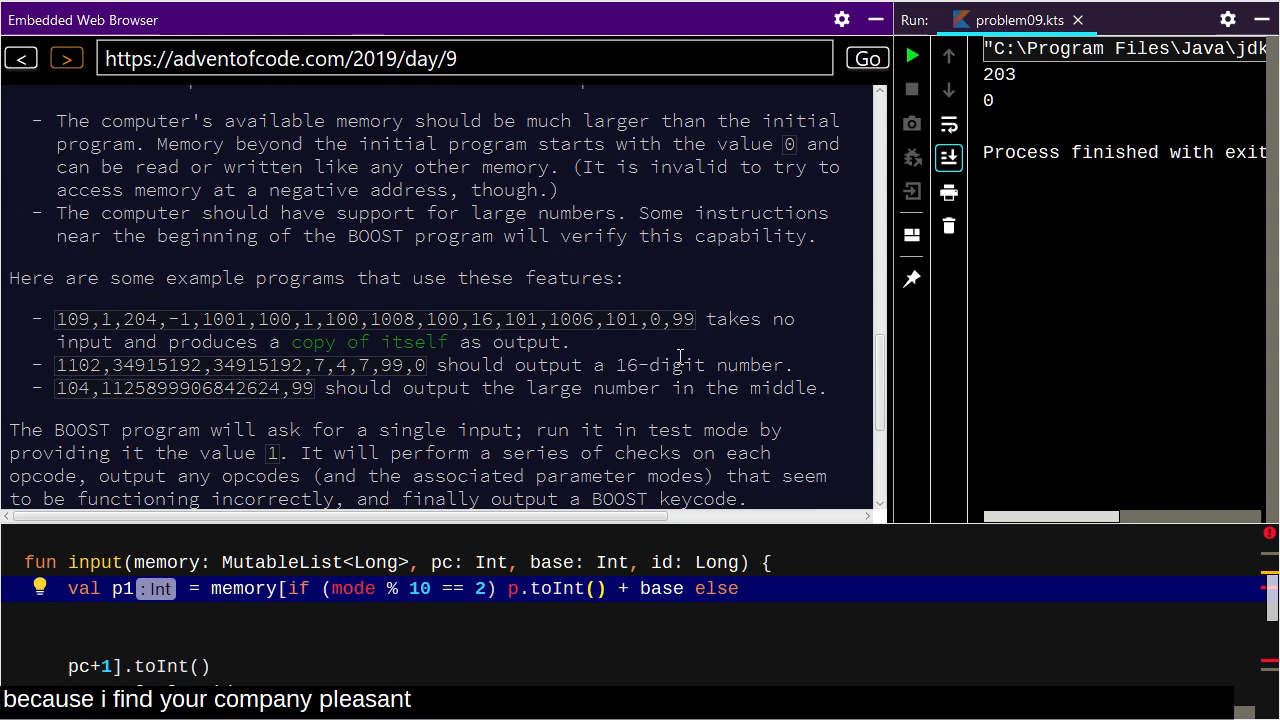 Embedded Web Browser
Run: problem09.kts
< > https://adventofcode.com/2019/day/9 Go
- The computer's available memory should be much larger than the initial
program. Memory beyond the initial program starts with the value 0 and
can be read or written like any other memory. (It is invalid to try to
access memory at a negative address, though.)
- The computer should have support for large numbers. Some instructions
near the beginning of the BOOST program will verify this capability.
Here are some example programs that use these features:
- 109,1,204,-1,1001,100,1,100,1008,100,16,101,1006,101,0,99 takes no
input and produces a copy of itself as output.
- 1102,34915192,34915192,7,4,7,99,0 should output a 16-digit number.
- 104,1125899906842624,99 should output the large number in the middle.
The BOOST program will ask for a single input; run it in test mode by
providing it the value 1. It will perform a series of checks on each
opcode, output any opcodes (and the associated parameter modes) that seem
to be functioning incorrectly, and finally output a BOOST keycode.
"C:\Program Files\Java\jdk
203
0
Process finished with exit
fun input(memory: MutableList<Long>, pc: Int, base: Int, id: Long) {
val p1 : Int = memory[if (mode % 10 == 2) p.toInt() + base else
pc+1].toInt()
because i find your company pleasant